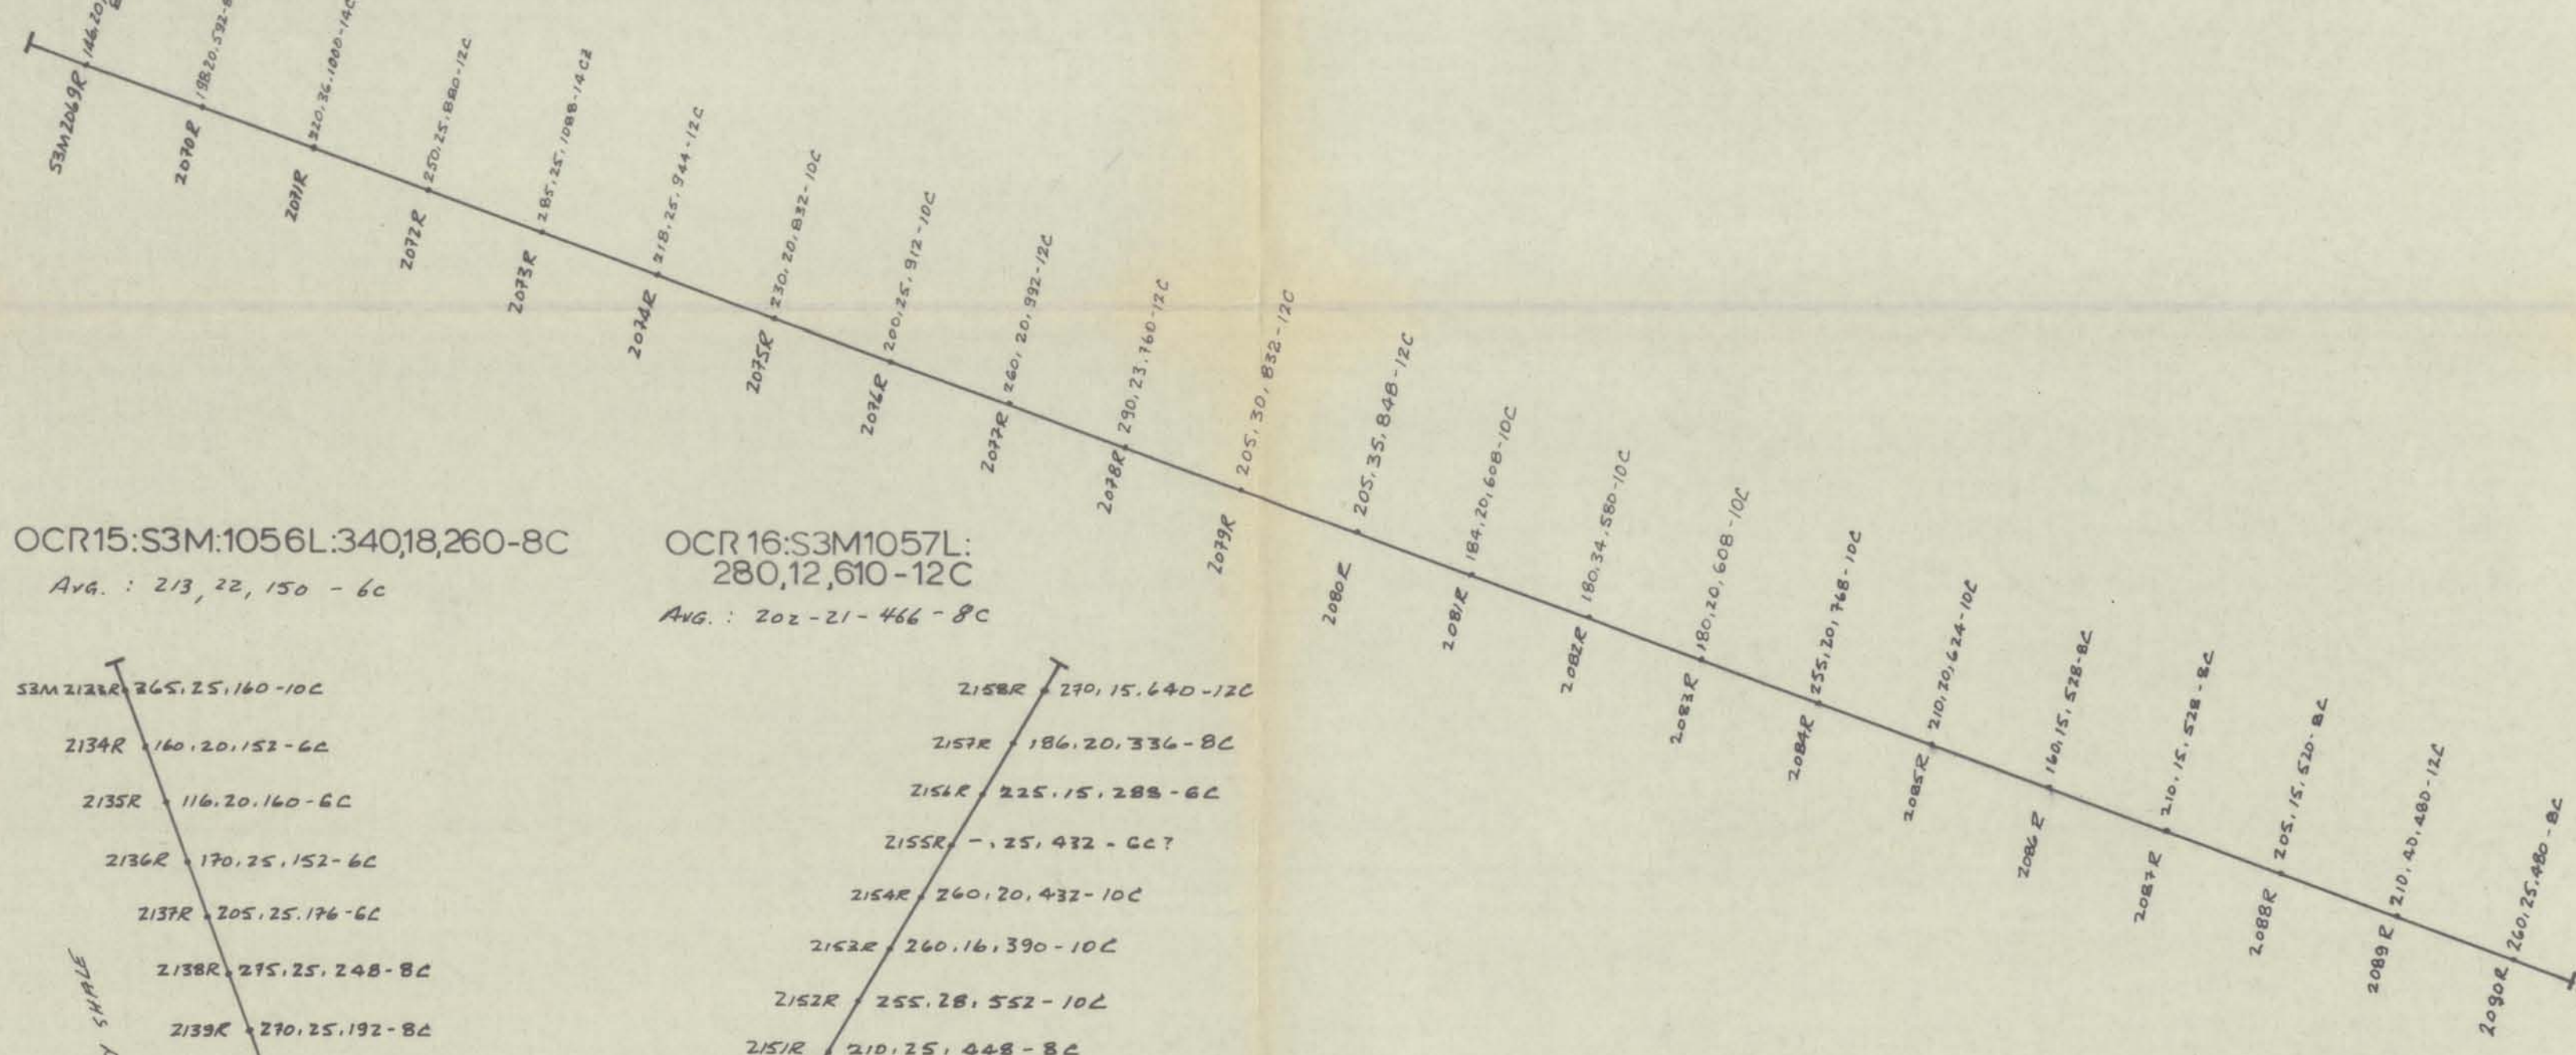 S3M2069R 146.20,
2070R 198.20.592-
2071R 220.36.1000-14C
2072R 250.25.880-12C
2073R 285.25.1088-14C?
2074R 218.25.944-12C
2075R 230.20.832-10C
2076R 200.25.912-10C
2077R 260.20.992-12C
2078R 290.23.760-12C
2079R 205.30.832-12C
2080R 205.35.848-12C
2081R 184.20.608-10C
2082R 180.34.580-10C
2083R 180.20.608-10C
2084R 255.20.768-10C
2085R 210.20.624-10C
2086R 160.15.528-8C
2087R 210.15.528-8C
2088R 205.15.520-8C
2089R 210.40.480-12C
2090R 260.25.480-8C
OCR15:S3M:1056L:340,18,260-8C
AVG. : 213, 22, 150 - 6C
S3M2133R 365.25.160-10C
2134R 160.20.152-6C
2135R 116.20.160-6C
2136R 170.25.152-6C
2137R 205.25.176-6C
2138R 275.25.248-8C
2139R 270.25.192-8C
SHALE
OCR16:S3M1057L:
280,12,610-12C
AVG. : 202-21-466-8C
2158R 270.15.640-12C
2157R 186.20.336-8C
2156R 225.15.288-6C
2155R -.25.432-6C?
2154R 260.20.432-10C
2153R 260.16.390-10C
2152R 255.28.552-10C
2151R 210.25.448-8C